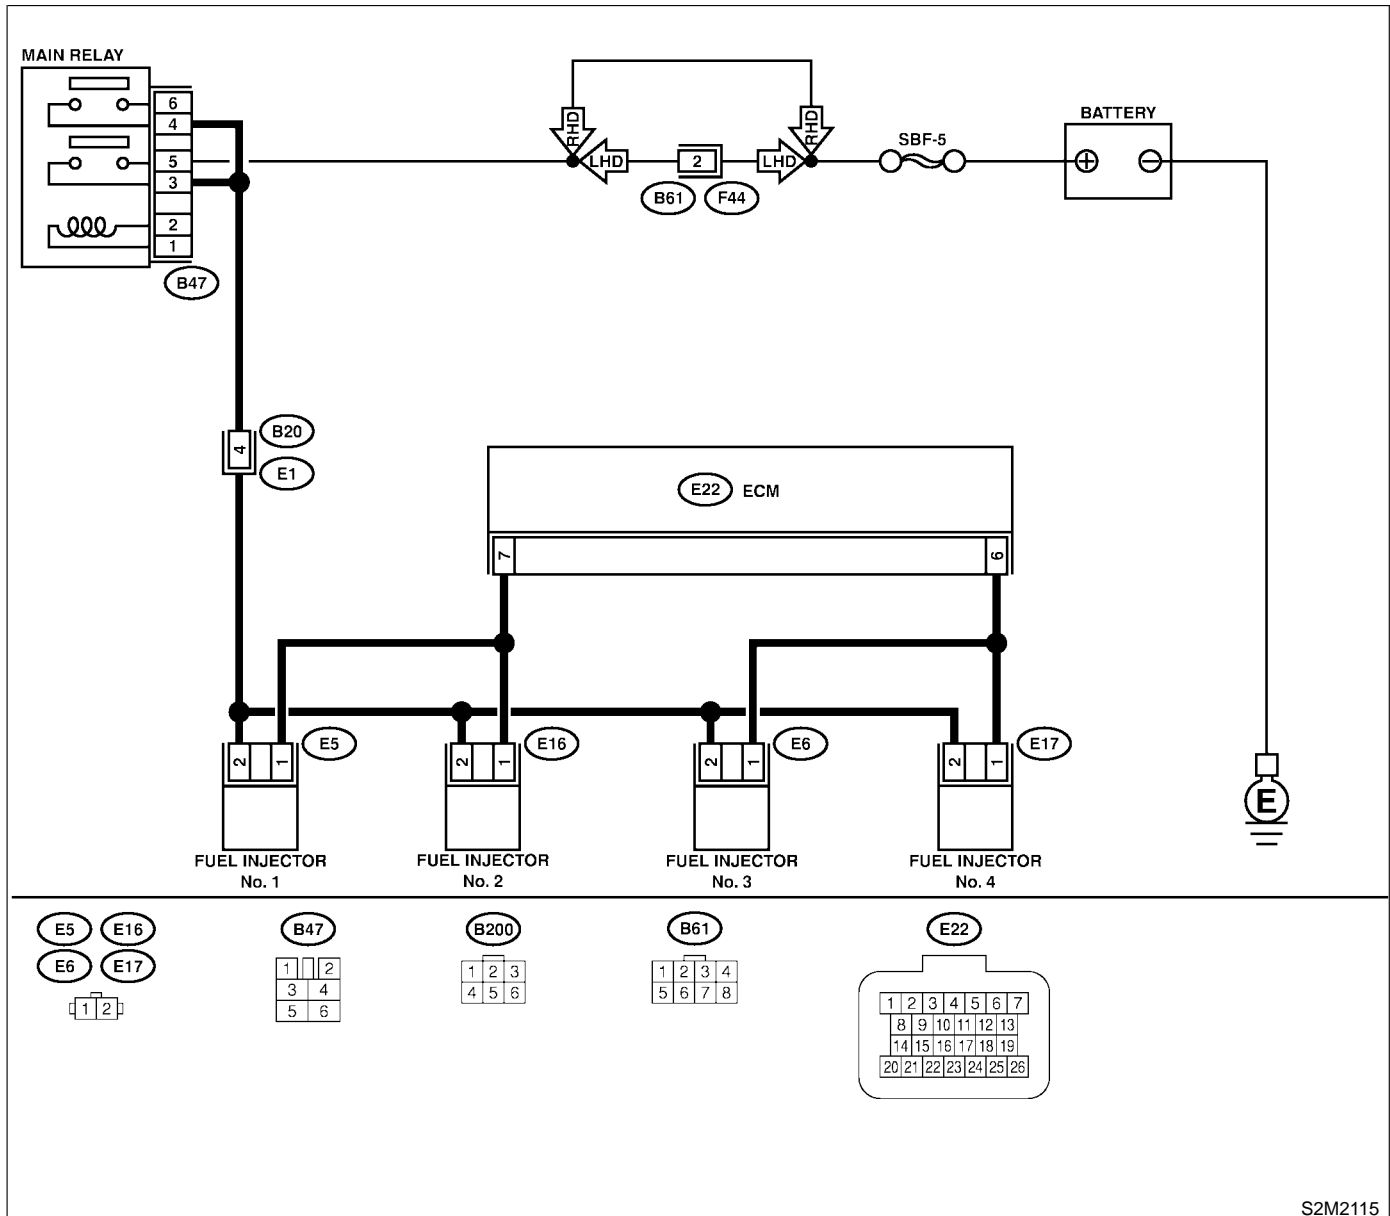 MAIN RELAY
6
4
5
3
2
1
B47
RHD
RHD
LHD
2
LHD
B61
F44
SBF-5
BATTERY
+
−
4
B20
E1
E22
ECM
7
6
2
1
E5
2
1
E16
2
1
E6
2
1
E17
E
FUEL INJECTOR
No. 1
FUEL INJECTOR
No. 2
FUEL INJECTOR
No. 3
FUEL INJECTOR
No. 4
E5 E16
E6 E17
1 2
B47
1 2
3 4
5 6
B200
1 2 3
4 5 6
B61
1 2 3 4
5 6 7 8
E22
1 2 3 4 5 6 7
8 9 10 11 12 13
14 15 16 17 18 19
20 21 22 23 24 25 26
S2M2115